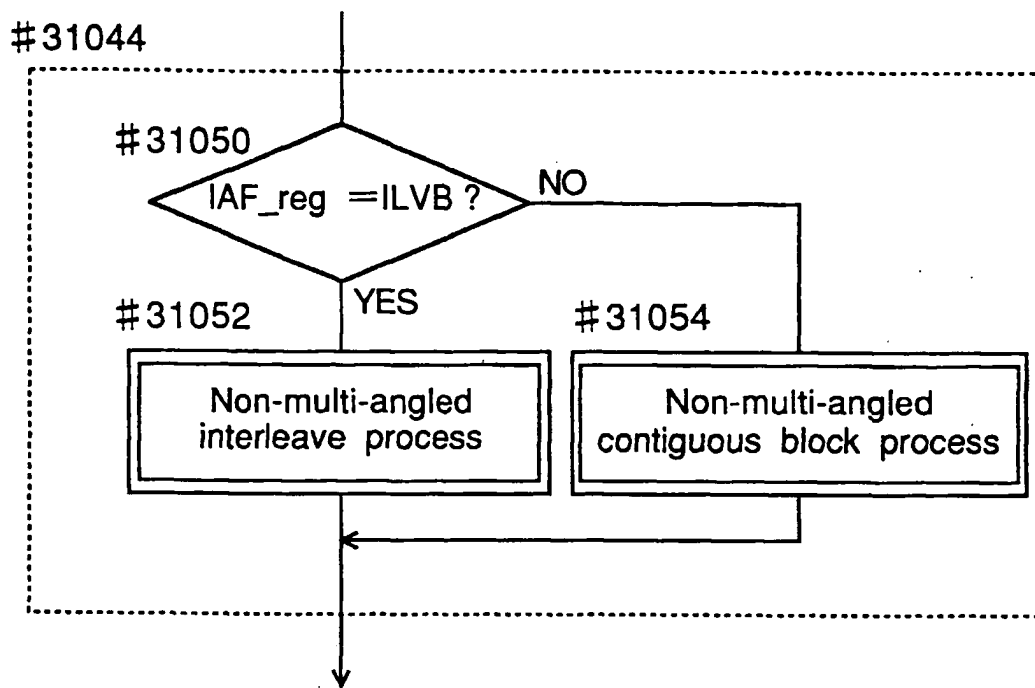 #31044
#31050
IAF_reg =ILVB ?
NO
YES
#31052
#31054
Non-multi-angled
interleave process
Non-multi-angled
contiguous block process